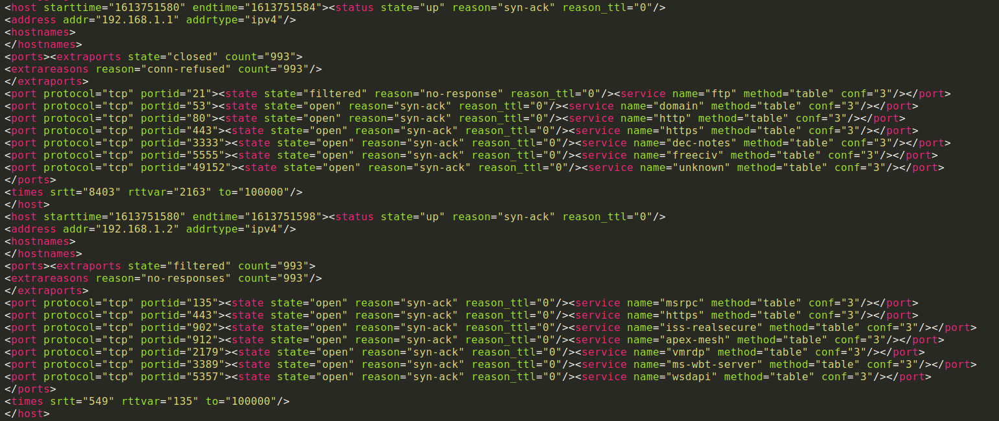 <host starttime="1613751580" endtime="1613751584"><status state="up" reason="syn-ack" reason_ttl="0"/>
<address addr="192.168.1.1" addrtype="ipv4"/>
<hostnames>
</hostnames>
<ports><extraports state="closed" count="993">
<extrareasons reason="conn-refused" count="993"/>
</extraports>
<port protocol="tcp" portid="21"><state state="filtered" reason="no-response" reason_ttl="0"/><service name="ftp" method="table" conf="3"/></port>
<port protocol="tcp" portid="53"><state state="open" reason="syn-ack" reason_ttl="0"/><service name="domain" method="table" conf="3"/></port>
<port protocol="tcp" portid="80"><state state="open" reason="syn-ack" reason_ttl="0"/><service name="http" method="table" conf="3"/></port>
<port protocol="tcp" portid="443"><state state="open" reason="syn-ack" reason_ttl="0"/><service name="https" method="table" conf="3"/></port>
<port protocol="tcp" portid="3333"><state state="open" reason="syn-ack" reason_ttl="0"/><service name="dec-notes" method="table" conf="3"/></port>
<port protocol="tcp" portid="5555"><state state="open" reason="syn-ack" reason_ttl="0"/><service name="freeciv" method="table" conf="3"/></port>
<port protocol="tcp" portid="49152"><state state="open" reason="syn-ack" reason_ttl="0"/><service name="unknown" method="table" conf="3"/></port>
</ports>
<times srtt="8403" rttvar="2163" to="100000"/>
</host>
<host starttime="1613751580" endtime="1613751598"><status state="up" reason="syn-ack" reason_ttl="0"/>
<address addr="192.168.1.2" addrtype="ipv4"/>
<hostnames>
</hostnames>
<ports><extraports state="filtered" count="993">
<extrareasons reason="no-responses" count="993"/>
</extraports>
<port protocol="tcp" portid="135"><state state="open" reason="syn-ack" reason_ttl="0"/><service name="msrpc" method="table" conf="3"/></port>
<port protocol="tcp" portid="443"><state state="open" reason="syn-ack" reason_ttl="0"/><service name="https" method="table" conf="3"/></port>
<port protocol="tcp" portid="902"><state state="open" reason="syn-ack" reason_ttl="0"/><service name="iss-realsecure" method="table" conf="3"/></port>
<port protocol="tcp" portid="912"><state state="open" reason="syn-ack" reason_ttl="0"/><service name="apex-mesh" method="table" conf="3"/></port>
<port protocol="tcp" portid="2179"><state state="open" reason="syn-ack" reason_ttl="0"/><service name="vmrdp" method="table" conf="3"/></port>
<port protocol="tcp" portid="3389"><state state="open" reason="syn-ack" reason_ttl="0"/><service name="ms-wbt-server" method="table" conf="3"/></port>
<port protocol="tcp" portid="5357"><state state="open" reason="syn-ack" reason_ttl="0"/><service name="wsdapi" method="table" conf="3"/></port>
</ports>
<times srtt="549" rttvar="135" to="100000"/>
</host>